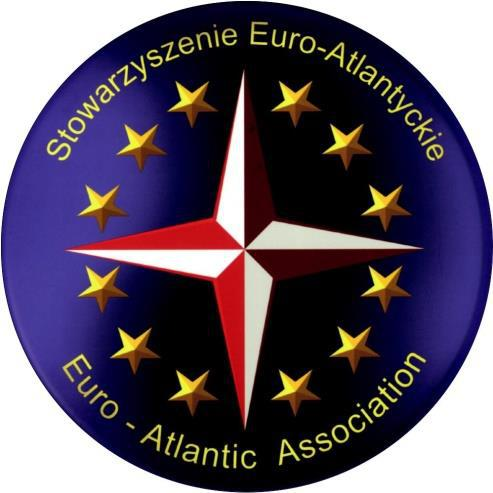 Stowarzyszenie Euro-Atlantyckie
Euro - Atlantic Association